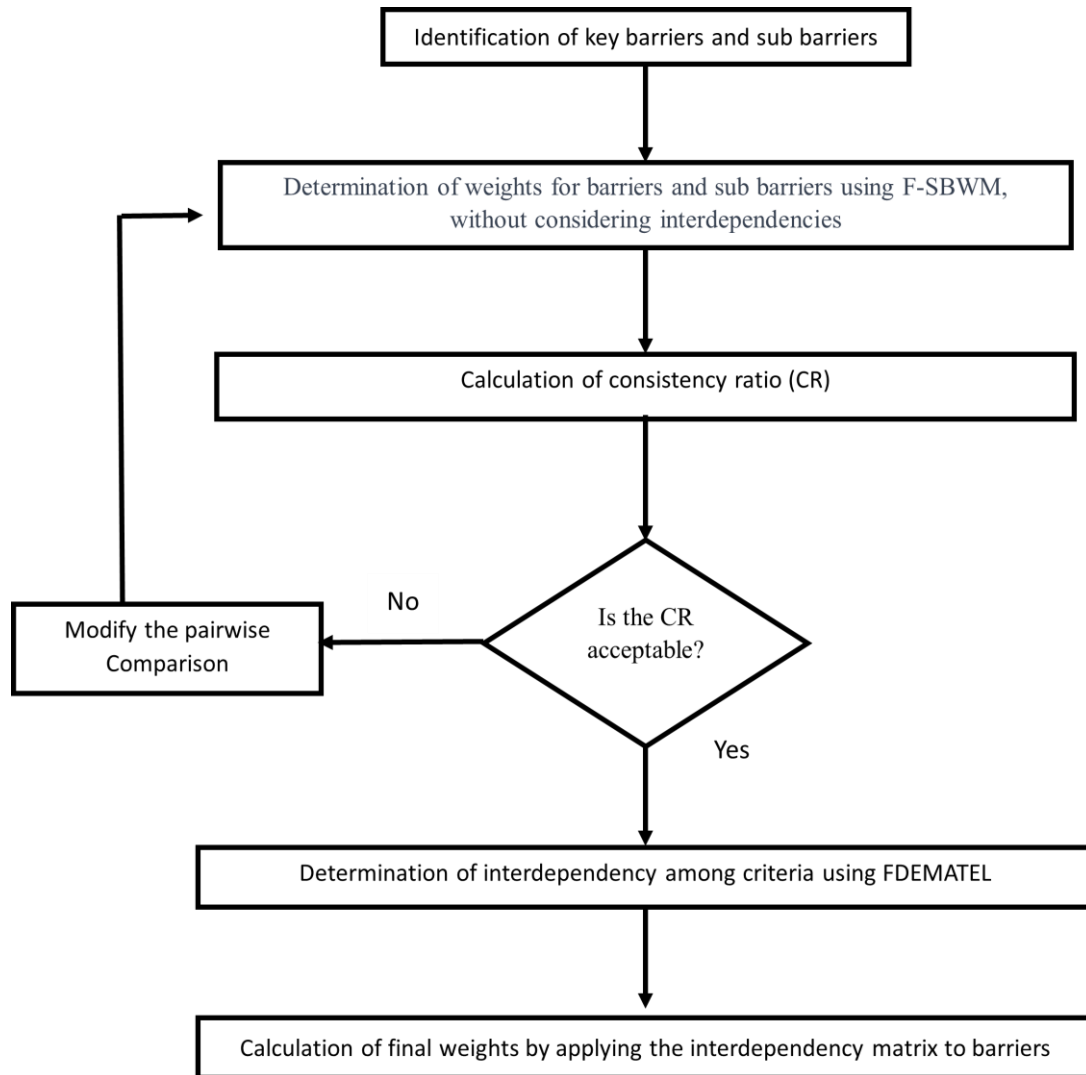 Identification of key barriers and sub barriers
Determination of weights for barriers and sub barriers using F-SBWM,
without considering interdependencies
Calculation of consistency ratio (CR)
No
Is the CR
acceptable?
Modify the pairwise
Comparison
Yes
Determination of interdependency among criteria using FDEMATEL
Calculation of final weights by applying the interdependency matrix to barriers